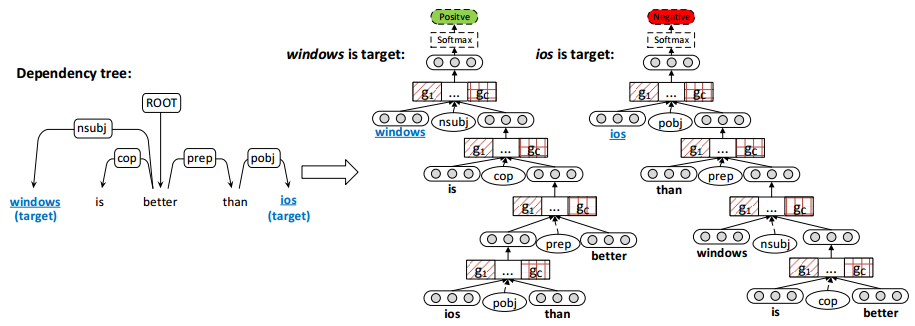 Positve
Softmax
windows is target:
g1 ... gC
windows
nsubj
g1 ... gC
is
cop
g1 ... gC
prep
better
g1 ... gC
ios
pobj
than
Negative
Softmax
ios is target:
g1 ... gC
ios
pobj
g1 ... gC
than
prep
g1 ... gC
windows
nsubj
g1 ... gC
is
cop
better
Dependency tree:
ROOT
nsubj
cop
prep
pobj
windows is better than ios
(target) (target)